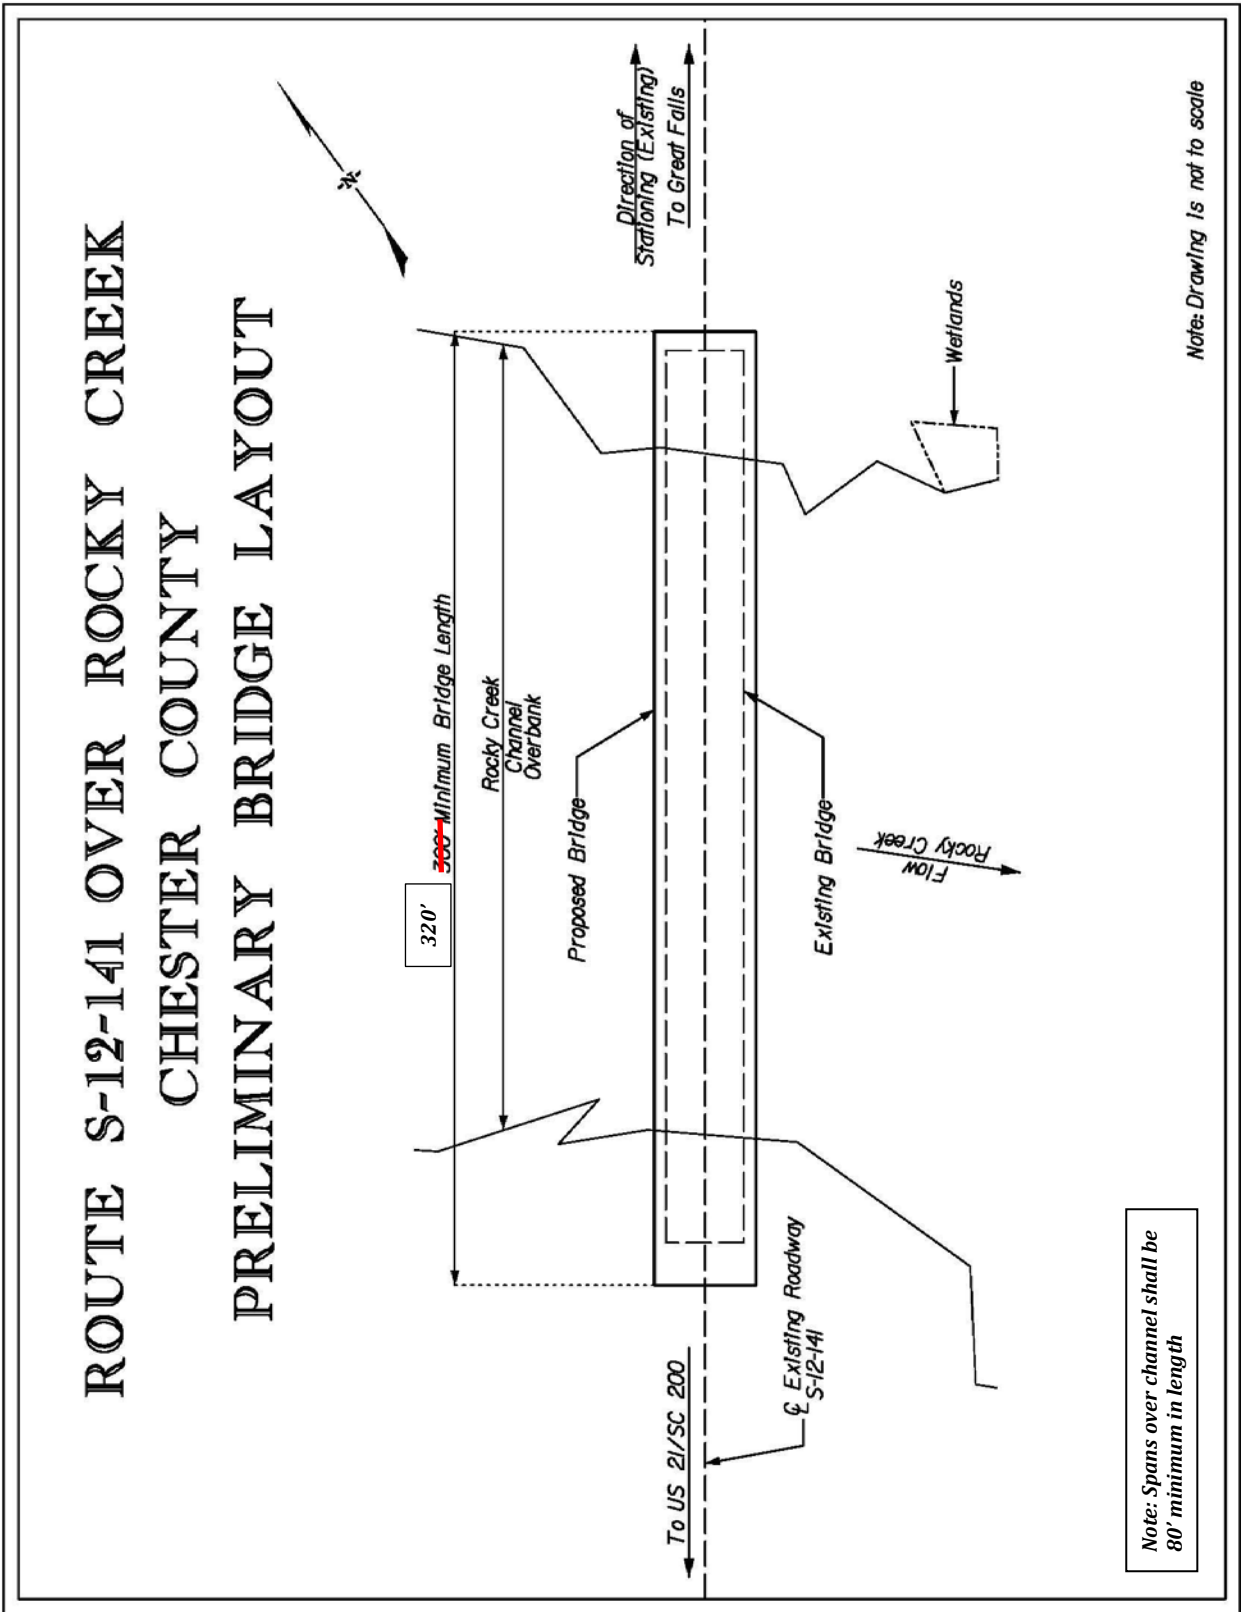 ROUTE S-12-141 OVER ROCKY CREEK
CHESTER COUNTY
PRELIMINARY BRIDGE LAYOUT
N
320'
300' Minimum Bridge Length
Rocky Creek
Channel
Overbank
Direction of
Stationing (Existing)
To Great Falls
Proposed Bridge
To US 21/SC 200
℄ Existing Roadway
S-12-141
Existing Bridge
Flow
Rocky Creek
Wetlands
Note: Spans over channel shall be
80' minimum in length
Note: Drawing is not to scale